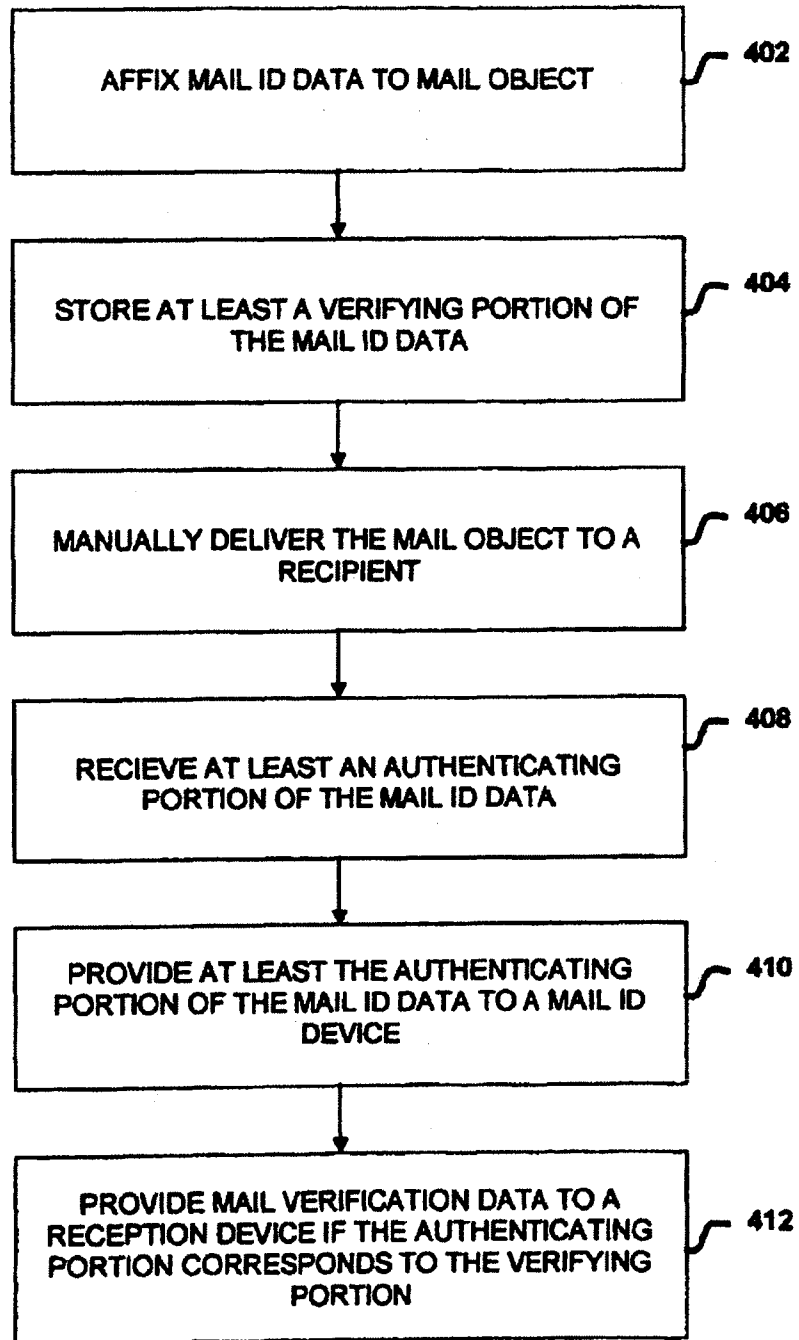 AFFIX MAIL ID DATA TO MAIL OBJECT
402
STORE AT LEAST A VERIFYING PORTION OF
THE MAIL ID DATA
404
MANUALLY DELIVER THE MAIL OBJECT TO A
RECIPIENT
406
RECIEVE AT LEAST AN AUTHENTICATING
PORTION OF THE MAIL ID DATA
408
PROVIDE AT LEAST THE AUTHENTICATING
PORTION OF THE MAIL ID DATA TO A MAIL ID
DEVICE
410
PROVIDE MAIL VERIFICATION DATA TO A
RECEPTION DEVICE IF THE AUTHENTICATING
PORTION CORRESPONDS TO THE VERIFYING
PORTION
412